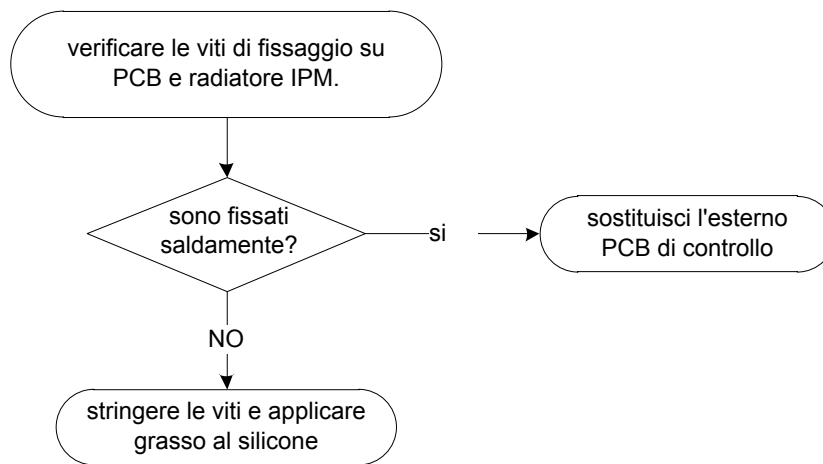 verificare le viti di fissaggio su
PCB e radiatore IPM.
sono fissati
saldamente?
si
sostituisci l'esterno
PCB di controllo
NO
stringere le viti e applicare
grasso al silicone